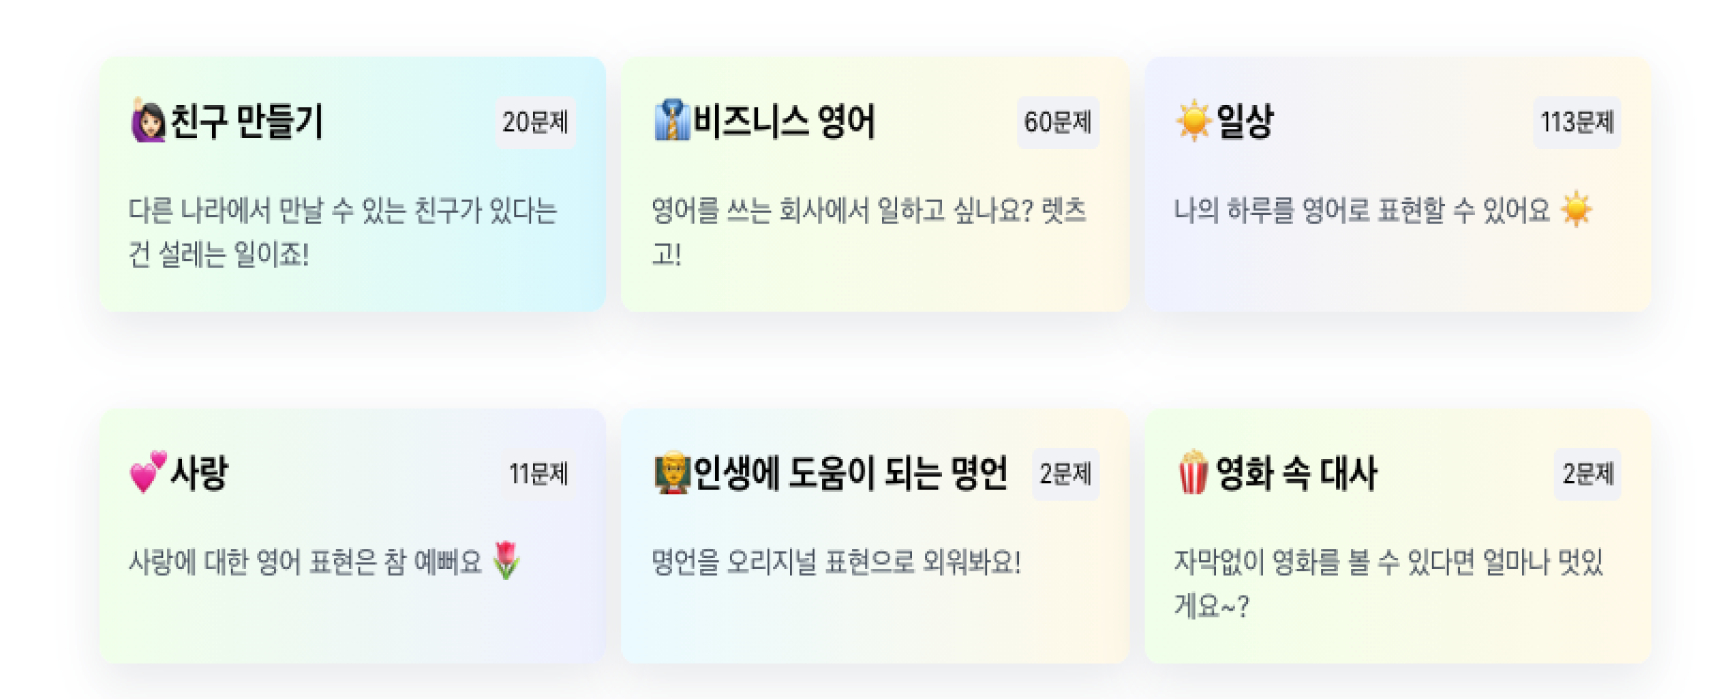 🙋🏻‍♀️친구 만들기 20문제
다른 나라에서 만날 수 있는 친구가 있다는
건 설레는 일이죠!
👔비즈니스 영어 60문제
영어를 쓰는 회사에서 일하고 싶나요? 렛츠
고!
☀️일상 113문제
나의 하루를 영어로 표현할 수 있어요 ☀️
💕사랑 11문제
사랑에 대한 영어 표현은 참 예뻐요 🌷
👨‍🏫인생에 도움이 되는 명언 2문제
명언을 오리지널 표현으로 외워봐요!
🍿영화 속 대사 2문제
자막없이 영화를 볼 수 있다면 얼마나 멋있
게요~?